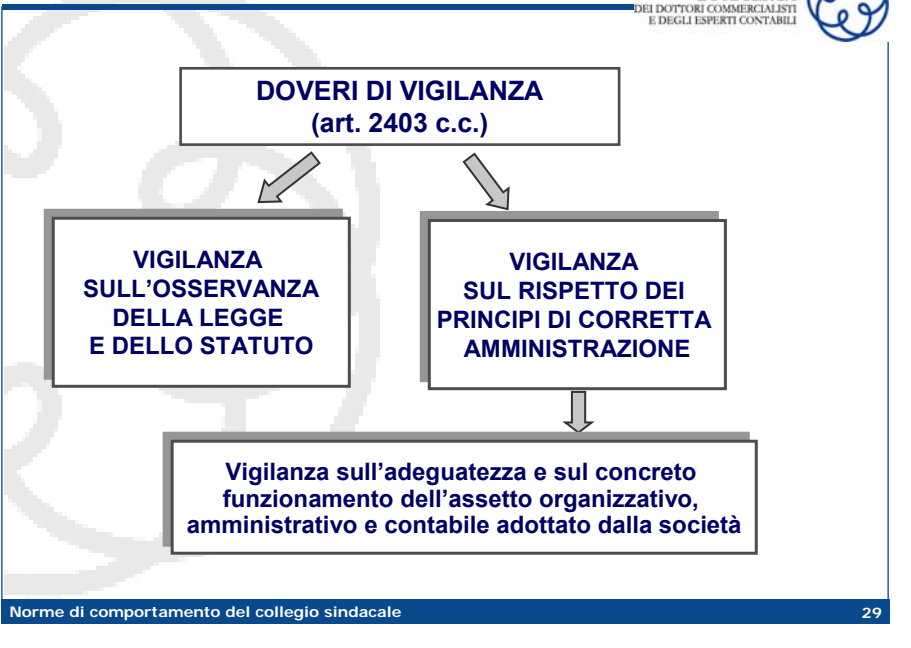 DEI DOTTORI COMMERCIALISTI
E DEGLI ESPERTI CONTABILI
DOVERI DI VIGILANZA
(art. 2403 c.c.)
VIGILANZA
SULL’OSSERVANZA
DELLA LEGGE
E DELLO STATUTO
VIGILANZA
SUL RISPETTO DEI
PRINCIPI DI CORRETTA
AMMINISTRAZIONE
Vigilanza sull’adeguatezza e sul concreto
funzionamento dell’assetto organizzativo,
amministrativo e contabile adottato dalla società
Norme di comportamento del collegio sindacale
29